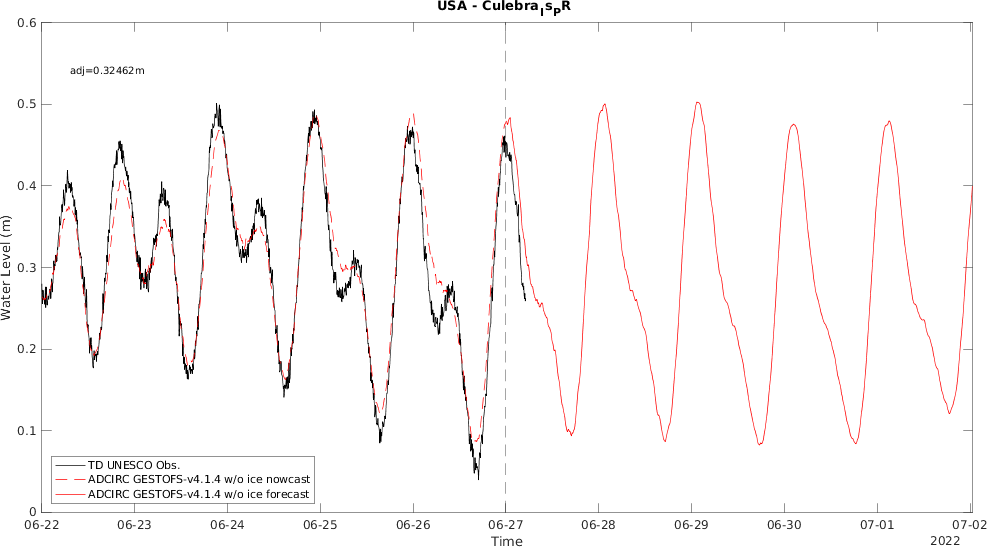 USA - Culebra_Is_PR
0.6
adj=0.32462m
0.5
0.4
0.3
0.2
0.1
0
Water Level (m)
TD UNESCO Obs.
ADCIRC GESTOFS-v4.1.4 w/o ice nowcast
ADCIRC GESTOFS-v4.1.4 w/o ice forecast
06-22 06-23 06-24 06-25 06-26 06-27 06-28 06-29 06-30 07-01 07-02
Time
2022